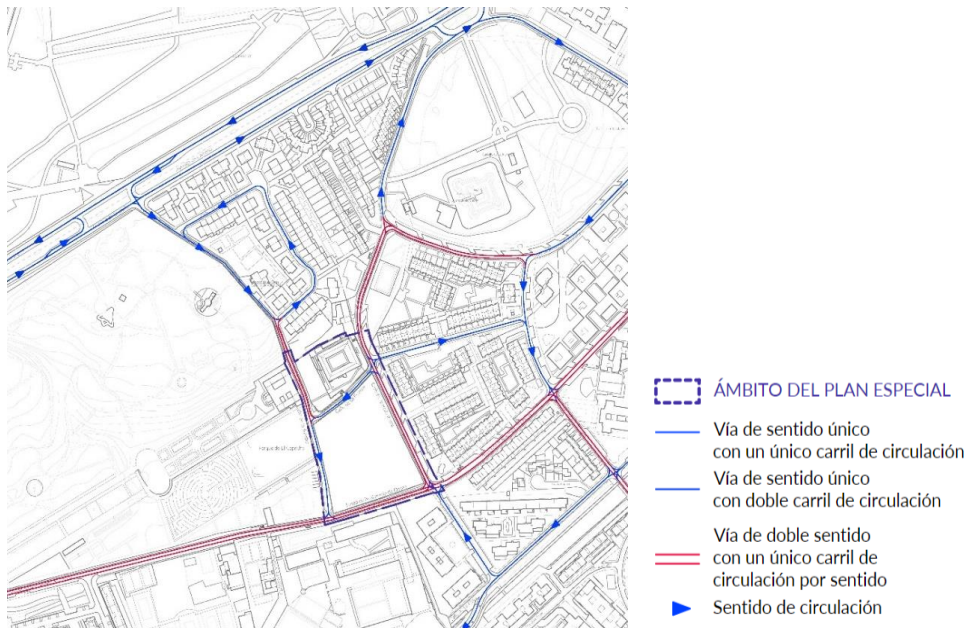 ÁMBITO DEL PLAN ESPECIAL
Vía de sentido único
con un único carril de circulación
Vía de sentido único
con doble carril de circulación
Vía de doble sentido
con un único carril de
circulación por sentido
Sentido de circulación